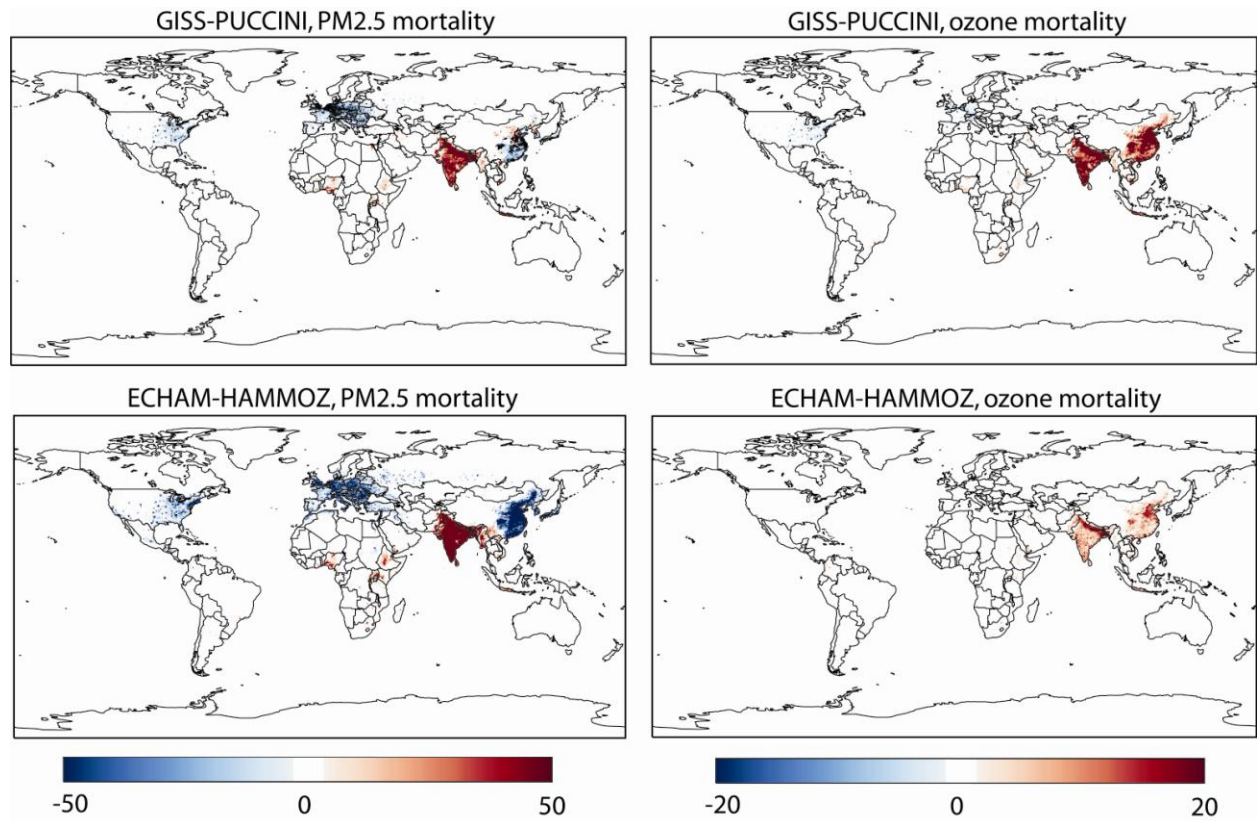 GISS-PUCCINI, PM2.5 mortality
GISS-PUCCINI, ozone mortality
ECHAM-HAMMOZ, PM2.5 mortality
ECHAM-HAMMOZ, ozone mortality
-50 0 50
-20 0 20